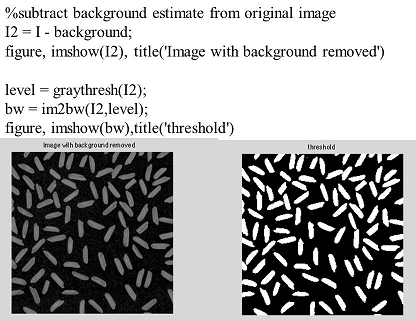 %subtract background estimate from original image
I2 = I - background;
figure, imshow(I2), title('Image with background removed')
level = graythresh(I2);
bw = im2bw(I2,level);
figure, imshow(bw),title('threshold')
Image with background removed
threshold